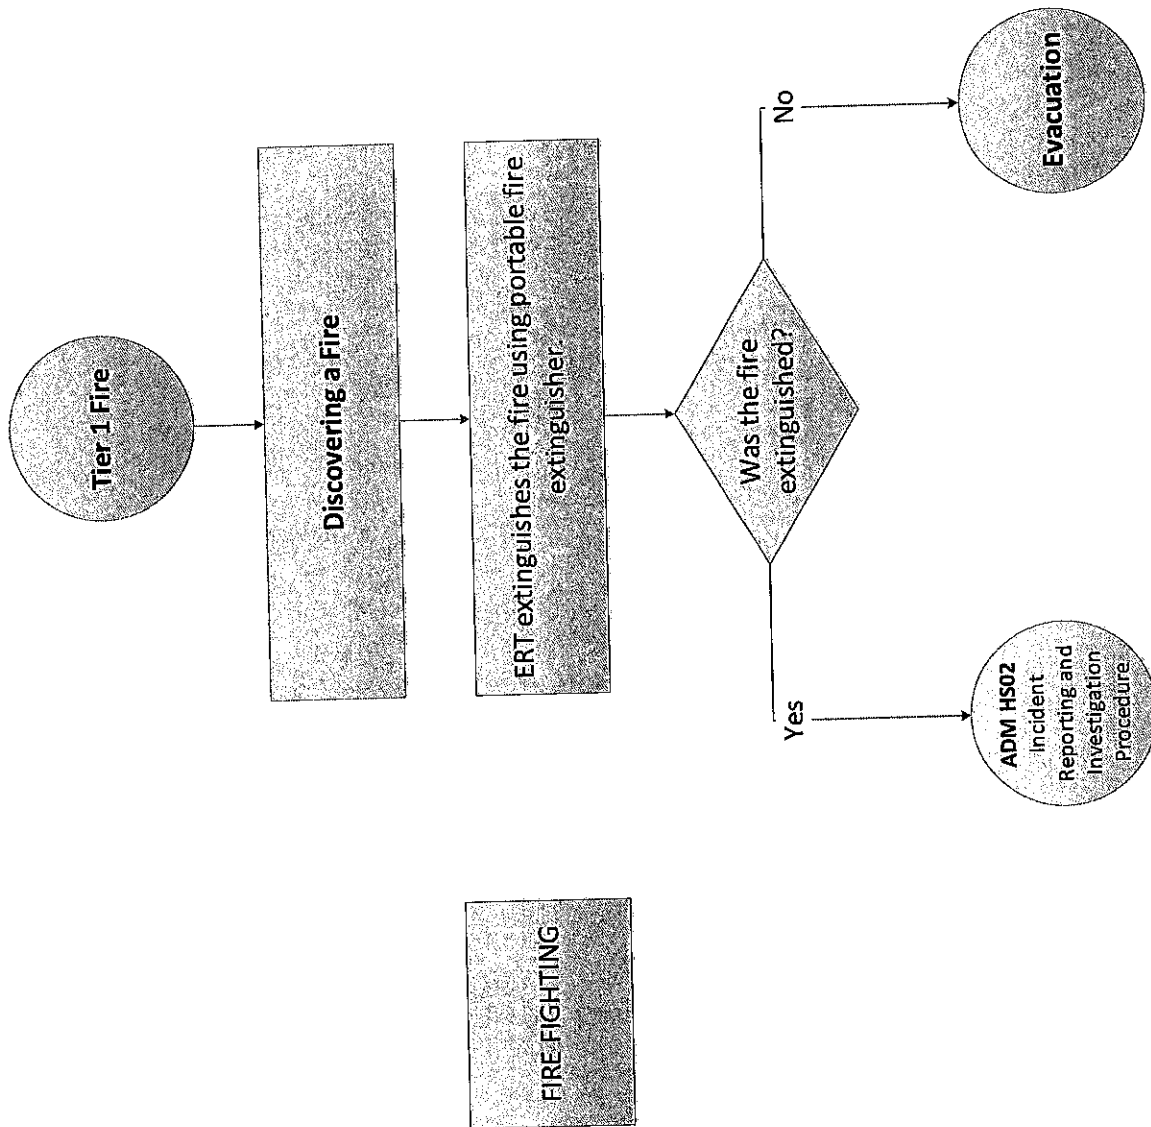 Tier 1 Fire
Discovering a Fire
ERT extinguishes the fire using portable fire
extinguisher.
FIRE FIGHTING
Was the fire
extinguished?
Yes
No
ADM HS02
Incident
Reporting and
Investigation
Procedure
Evacuation